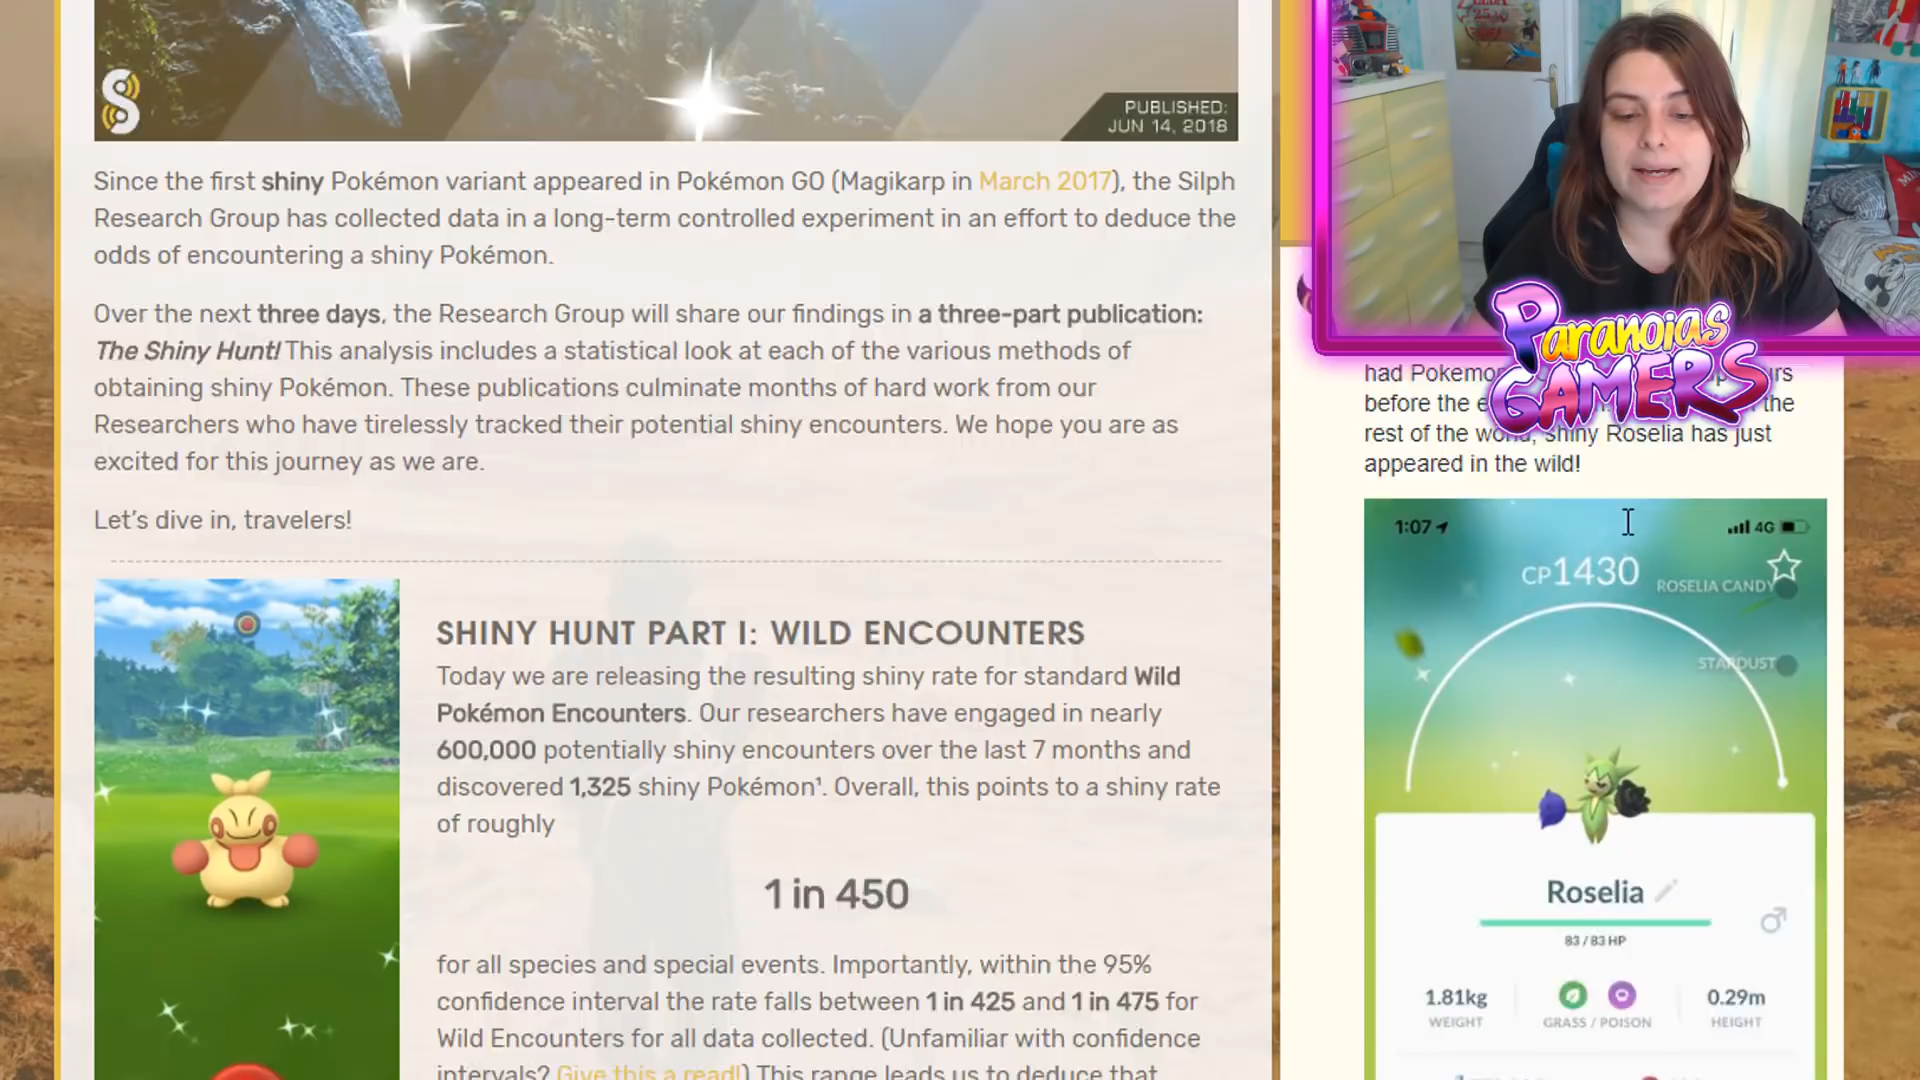 PUBLISHED:
JUN 14, 2018
Since the first shiny Pokémon variant appeared in Pokémon GO (Magikarp in March 2017), the Silph
Research Group has collected data in a long-term controlled experiment in an effort to deduce the
odds of encountering a shiny Pokémon.
Over the next three days, the Research Group will share our findings in a three-part publication:
The Shiny Hunt! This analysis includes a statistical look at each of the various methods of
obtaining shiny Pokémon. These publications culminate months of hard work from our
Researchers who have tirelessly tracked their potential shiny encounters. We hope you are as
excited for this journey as we are.
Let's dive in, travelers!
SHINY HUNT PART I: WILD ENCOUNTERS
Today we are releasing the resulting shiny rate for standard Wild
Pokémon Encounters. Our researchers have engaged in nearly
600,000 potentially shiny encounters over the last 7 months and
discovered 1,325 shiny Pokémon¹. Overall, this points to a shiny rate
of roughly
1 in 450
for all species and special events. Importantly, within the 95%
confidence interval the rate falls between 1 in 425 and 1 in 475 for
Wild Encounters for all data collected. (Unfamiliar with confidence
intervals? Give this a read!) This range leads us to deduce that
Paranoias
GAMERS
had
before the
the
rest of the world, shiny Roselia has just
appeared in the wild!
1:07
4G
CP1430
ROSELIA CANDY
STARDUST
Roselia
83 / 83 HP
1.81kg
WEIGHT
GRASS / POISON
0.29m
HEIGHT